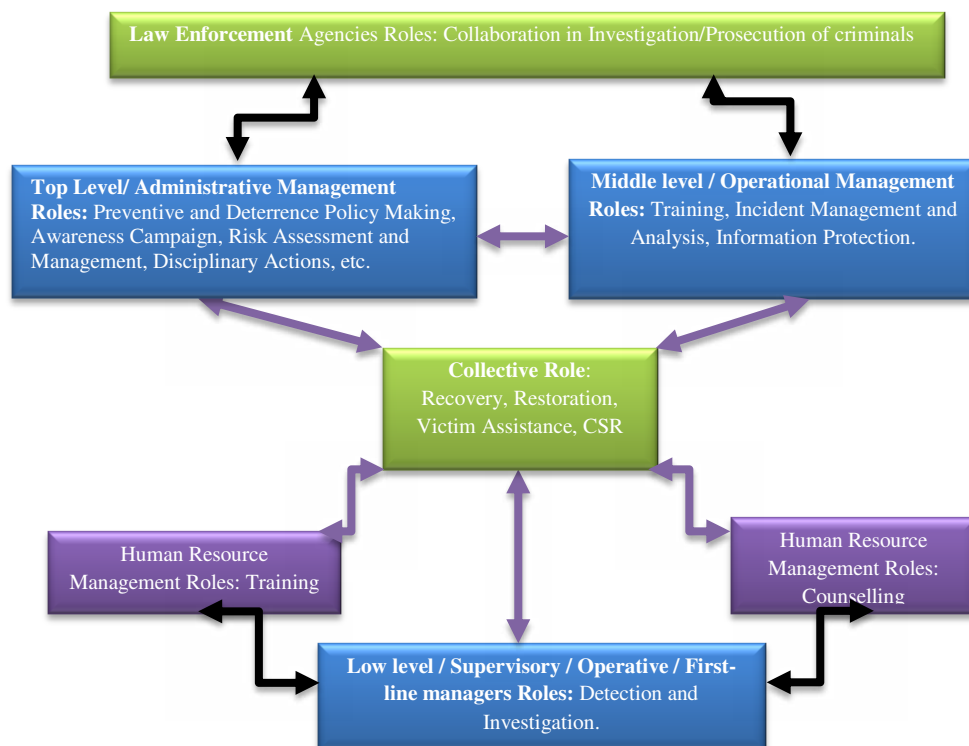 Law Enforcement Agencies Roles: Collaboration in Investigation/Prosecution of criminals
Top Level/ Administrative Management
Roles: Preventive and Deterrence Policy Making,
Awareness Campaign, Risk Assessment and
Management, Disciplinary Actions, etc.
Middle level / Operational Management
Roles: Training, Incident Management and
Analysis, Information Protection.
Collective Role:
Recovery, Restoration,
Victim Assistance, CSR
Human Resource
Management Roles: Training
Human Resource
Management Roles:
Counselling
Low level / Supervisory / Operative / First-
line managers Roles: Detection and
Investigation.